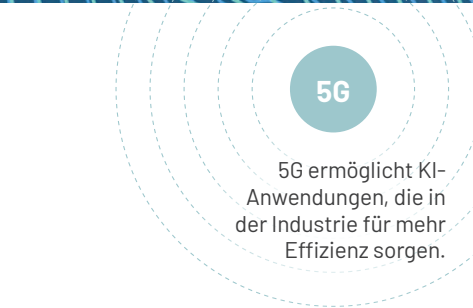 5G
5G ermöglicht KI-
Anwendungen, die in
der Industrie für mehr
Effizienz sorgen.